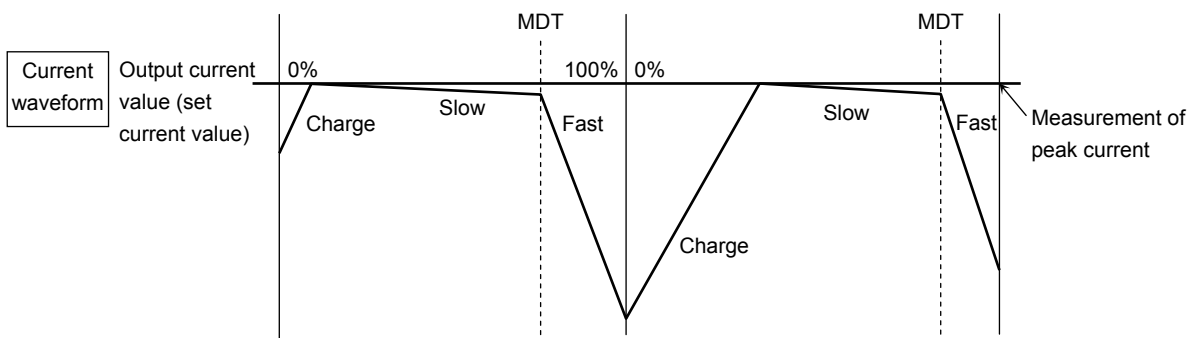 MDT
MDT
Current
waveform
Output current
value (set
current value)
0%
100%
0%
Charge
Slow
Fast
Charge
Slow
Fast
Measurement of
peak current